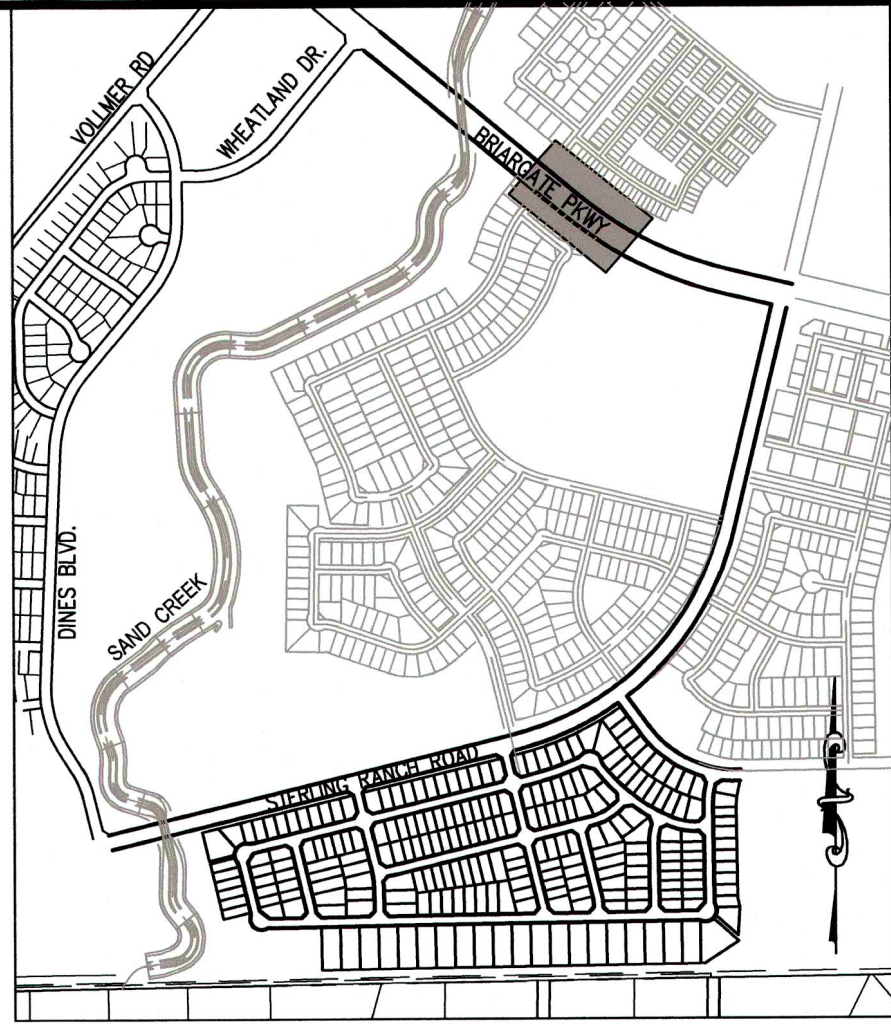 VOLLMER RD
WHEATLAND DR.
BRIARGATE PKWY
DINES BLVD.
SAND CREEK
STERLING RANCH ROAD